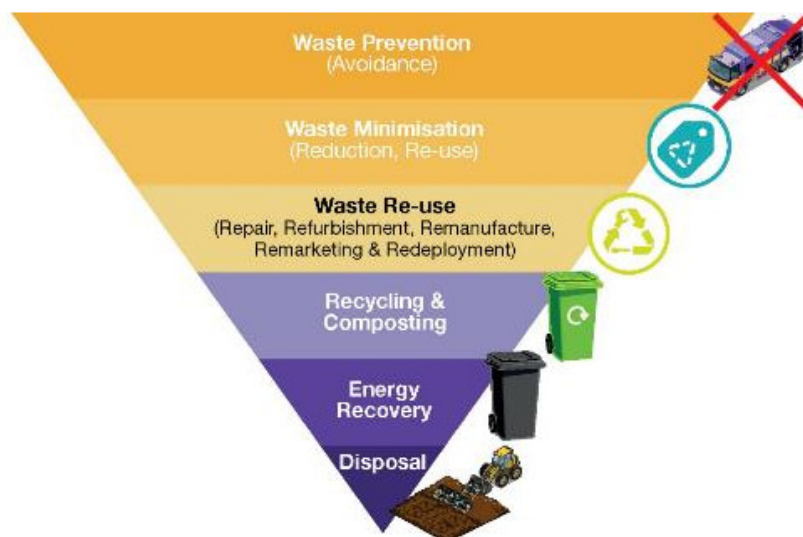 Waste Prevention
(Avoidance)
Waste Minimisation
(Reduction, Re-use)
Waste Re-use
(Repair, Refurbishment, Remanufacture,
Remarketing & Redeployment)
Recycling &
Composting
Energy
Recovery
Disposal